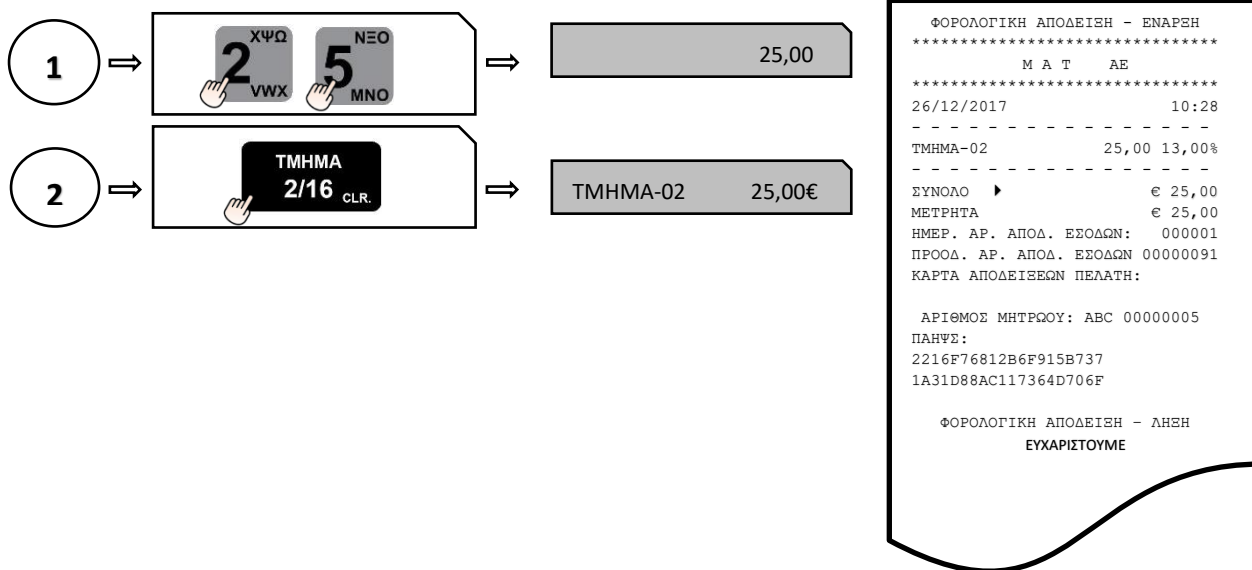 1
ΧΨΩ
2
VWX
ΝΞΟ
5
MNO
25,00
2
ΤΜΗΜΑ
2/16 CLR.
ΤΜΗΜΑ-02 25,00€
ΦΟΡΟΛΟΓΙΚΗ ΑΠΟΔΕΙΞΗ - ΕΝΑΡΞΗ
********************************
Μ Α Τ ΑΕ
********************************
26/12/2017 10:28
- - - - - - - - - - - - - - - -
ΤΜΗΜΑ-02 25,00 13,00%
- - - - - - - - - - - - - - - -
ΣΥΝΟΛΟ € 25,00
ΜΕΤΡΗΤΑ € 25,00
ΗΜΕΡ. ΑΡ. ΑΠΟΔ. ΕΣΟΔΩΝ: 000001
ΠΡΟΟΔ. ΑΡ. ΑΠΟΔ. ΕΣΟΔΩΝ 00000091
ΚΑΡΤΑ ΑΠΟΔΕΙΞΕΩΝ ΠΕΛΑΤΗ:
ΑΡΙΘΜΟΣ ΜΗΤΡΩΟΥ: ABC 00000005
ΠΑΗΨΣ:
2216F76812B6F915B737
1A31D88AC117364D706F
ΦΟΡΟΛΟΓΙΚΗ ΑΠΟΔΕΙΞΗ – ΛΗΞΗ
ΕΥΧΑΡΙΣΤΟΥΜΕ